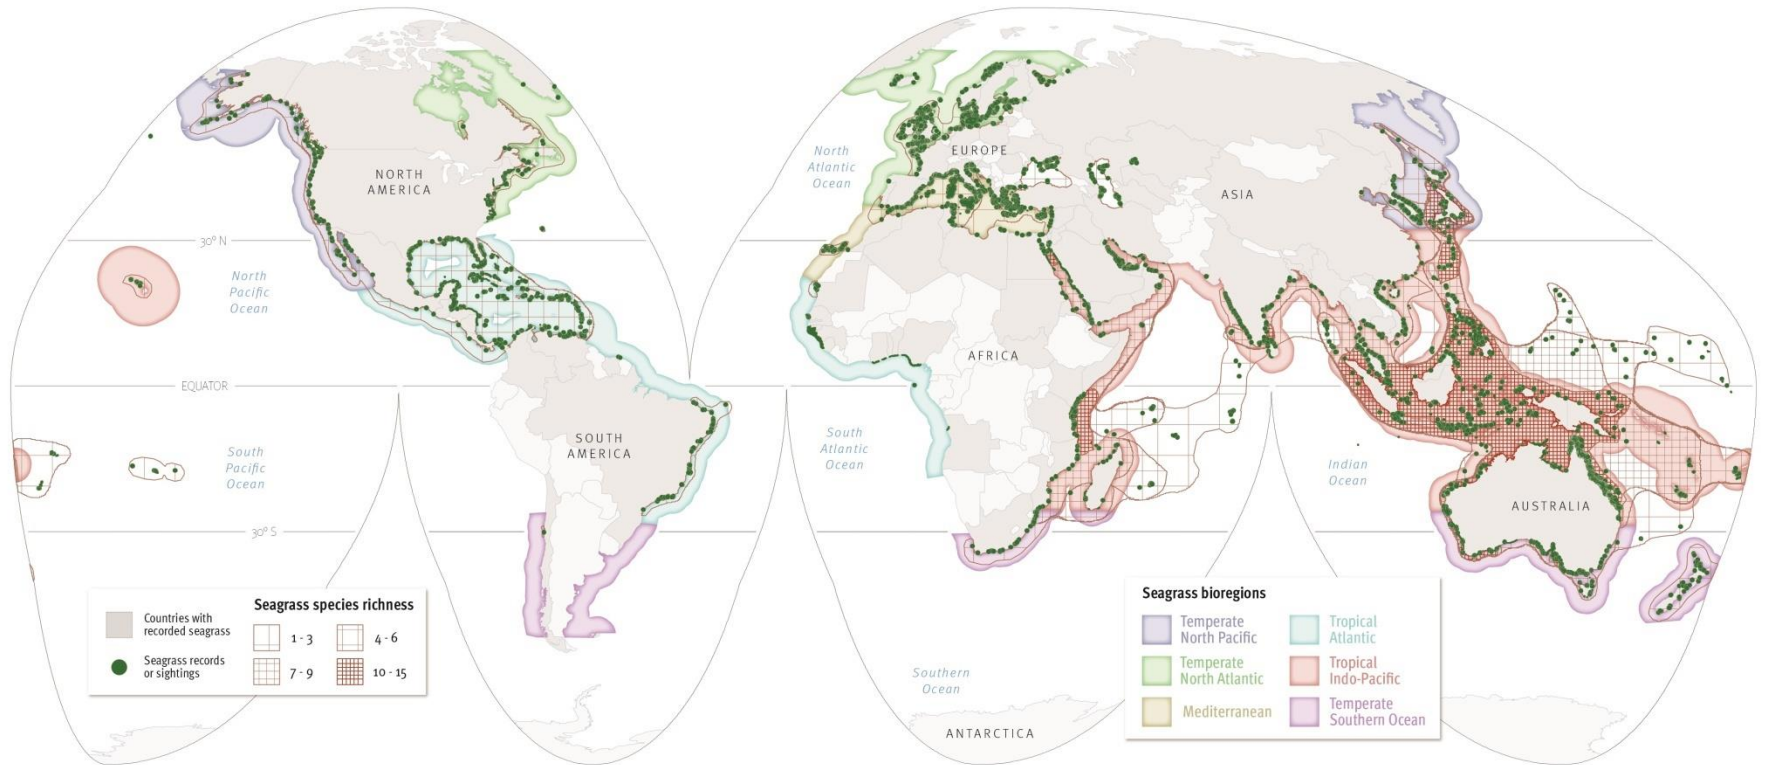 NORTH
AMERICA
North
Atlantic
Ocean
EUROPE
ASIA
30° N
North
Pacific
Ocean
AFRICA
EQUATOR
SOUTH
AMERICA
South
Pacific
Ocean
South
Atlantic
Ocean
Indian
Ocean
AUSTRALIA
30° S
Seagrass species richness
Countries with
recorded seagrass
1 - 3
4 - 6
Seagrass records
or sightings
7 - 9
10 - 15
Southern
Ocean
ANTARCTICA
Seagrass bioregions
Temperate
North Pacific
Tropical
Atlantic
Temperate
North Atlantic
Tropical
Indo-Pacific
Mediterranean
Temperate
Southern Ocean